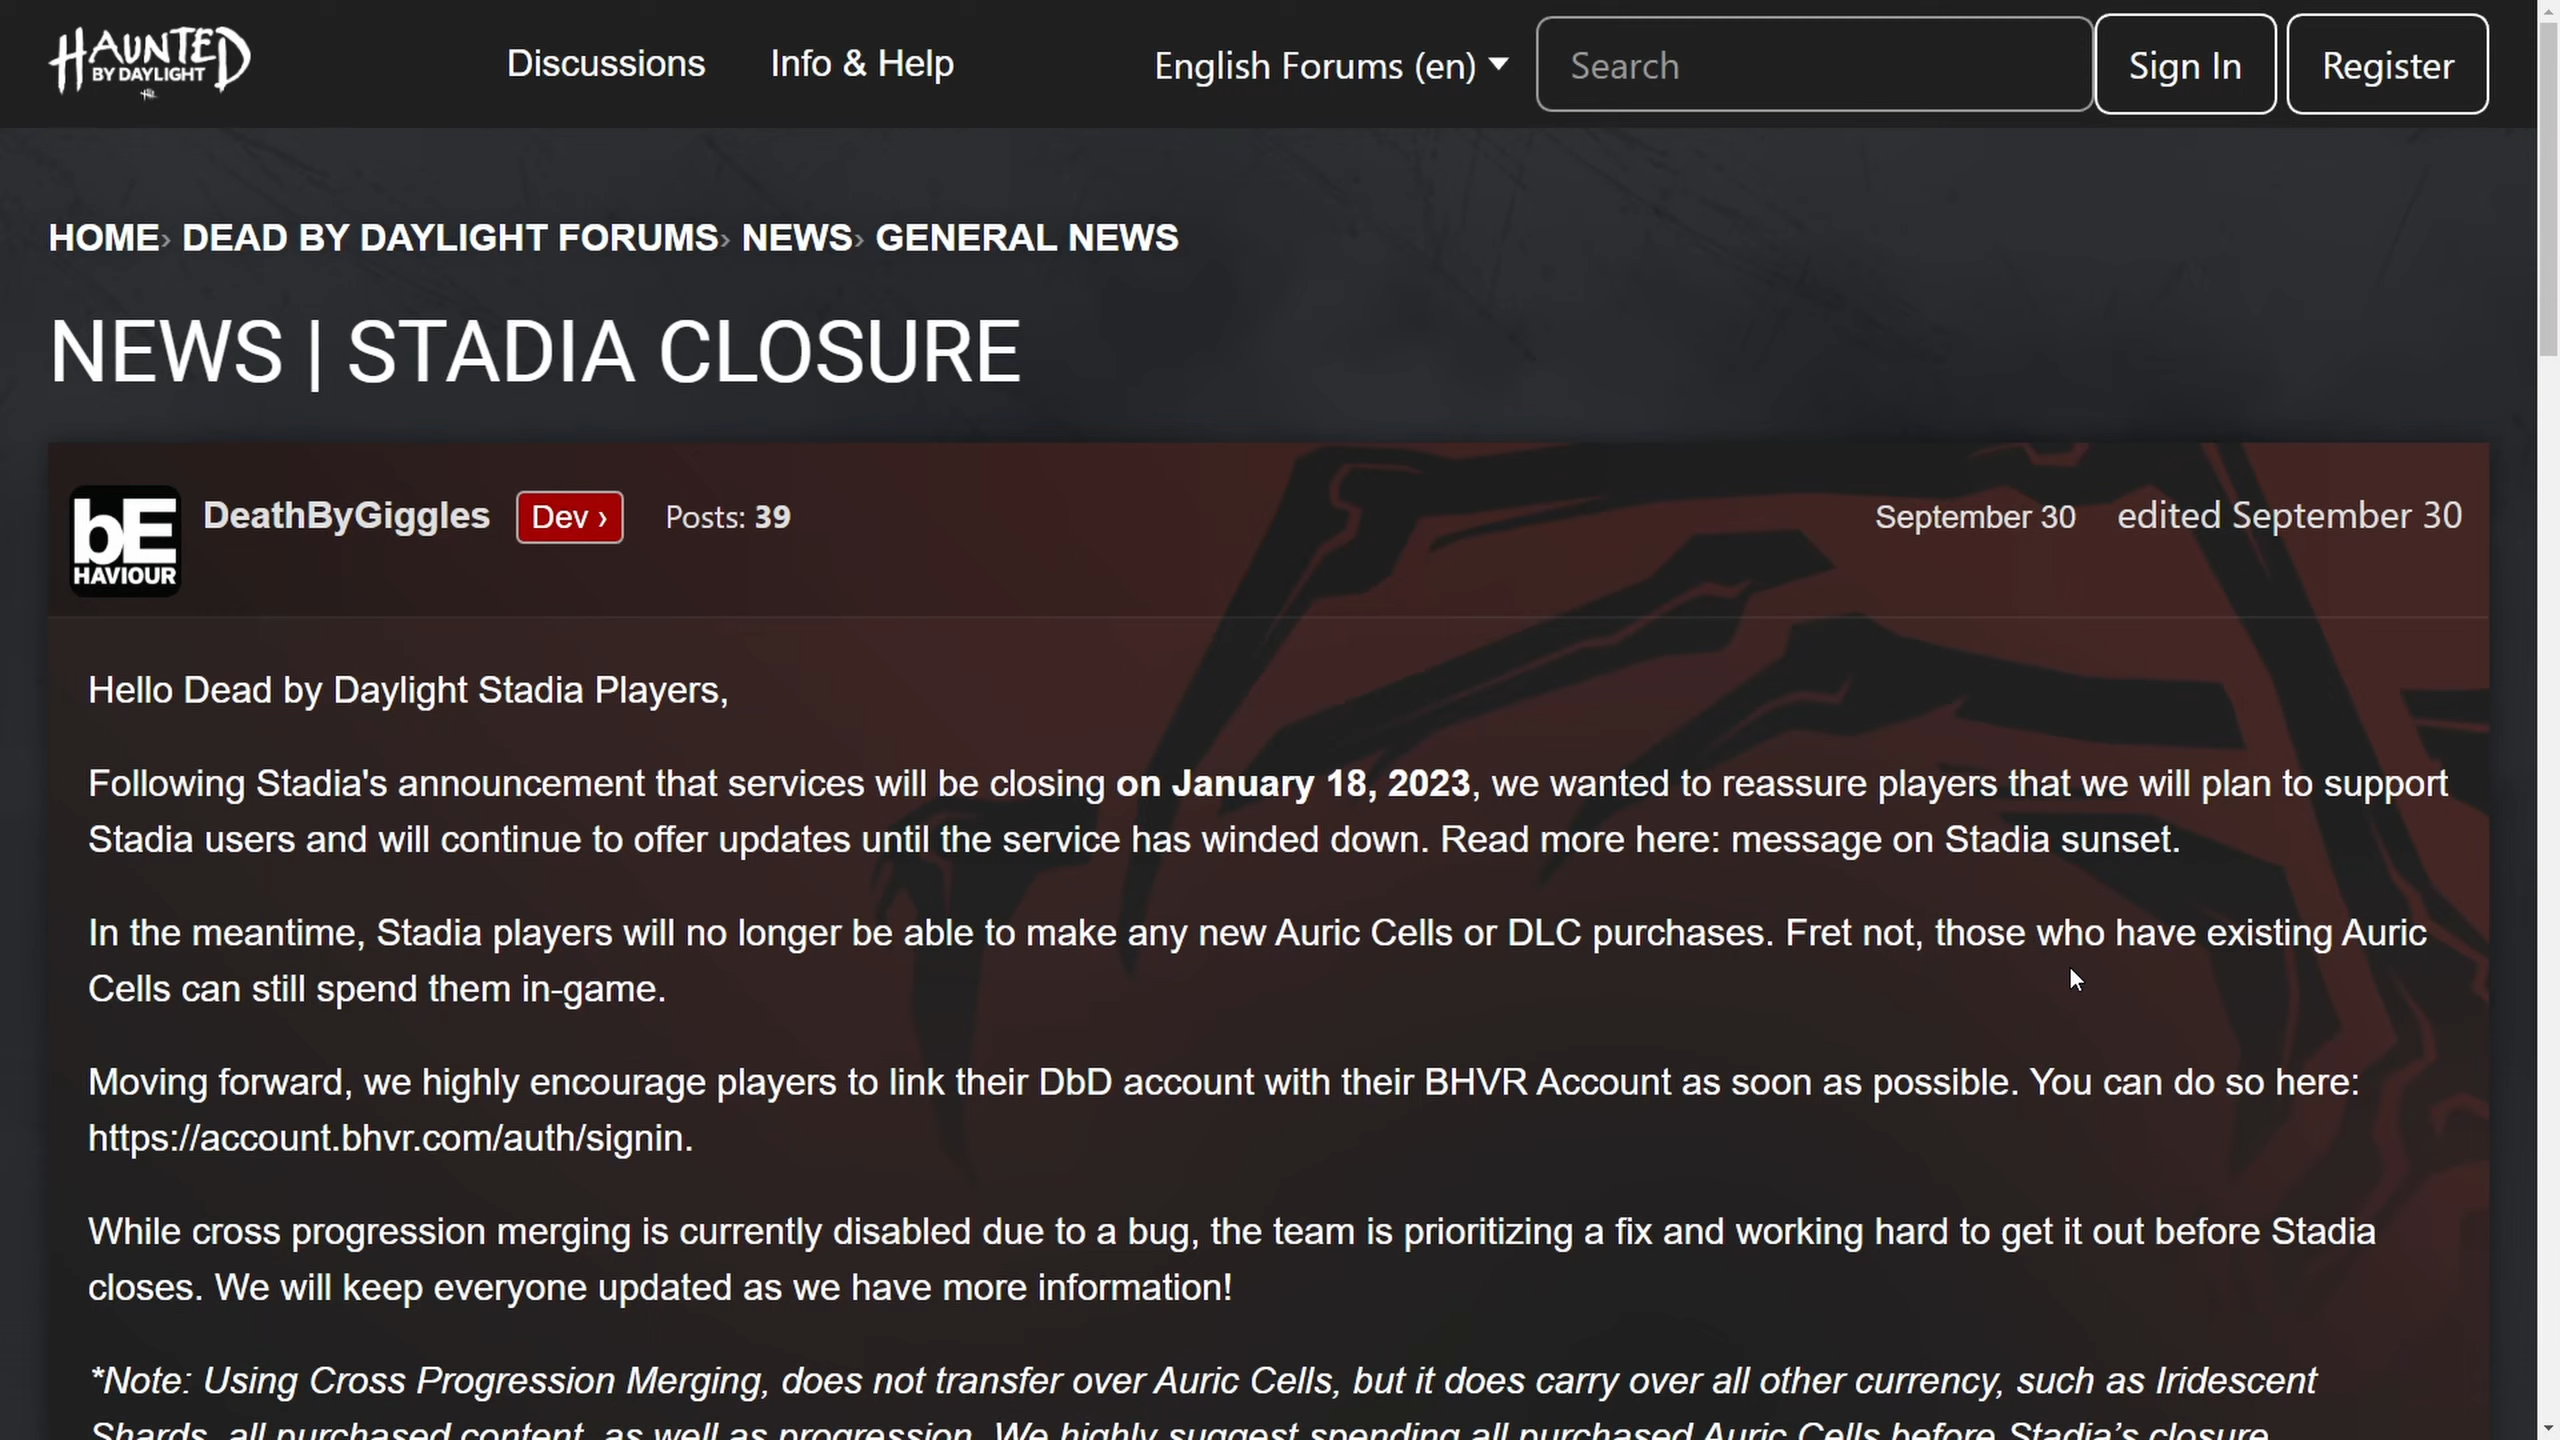 HAUNTED
BY DAYLIGHT
Discussions
Info & Help
English Forums (en)
Search
Sign In
Register
HOME› DEAD BY DAYLIGHT FORUMS› NEWS› GENERAL NEWS
NEWS | STADIA CLOSURE
bE
HAVIOUR
DeathByGiggles
Dev ›
Posts: 39
September 30
edited September 30
Hello Dead by Daylight Stadia Players,
Following Stadia's announcement that services will be closing on January 18, 2023, we wanted to reassure players that we will plan to support
Stadia users and will continue to offer updates until the service has winded down. Read more here: message on Stadia sunset.
In the meantime, Stadia players will no longer be able to make any new Auric Cells or DLC purchases. Fret not, those who have existing Auric
Cells can still spend them in-game.
Moving forward, we highly encourage players to link their DbD account with their BHVR Account as soon as possible. You can do so here:
https://account.bhvr.com/auth/signin.
While cross progression merging is currently disabled due to a bug, the team is prioritizing a fix and working hard to get it out before Stadia
closes. We will keep everyone updated as we have more information!
*Note: Using Cross Progression Merging, does not transfer over Auric Cells, but it does carry over all other currency, such as Iridescent
Shards, all purchased content, as well as progression. We highly suggest spending all purchased Auric Cells before Stadia's closure